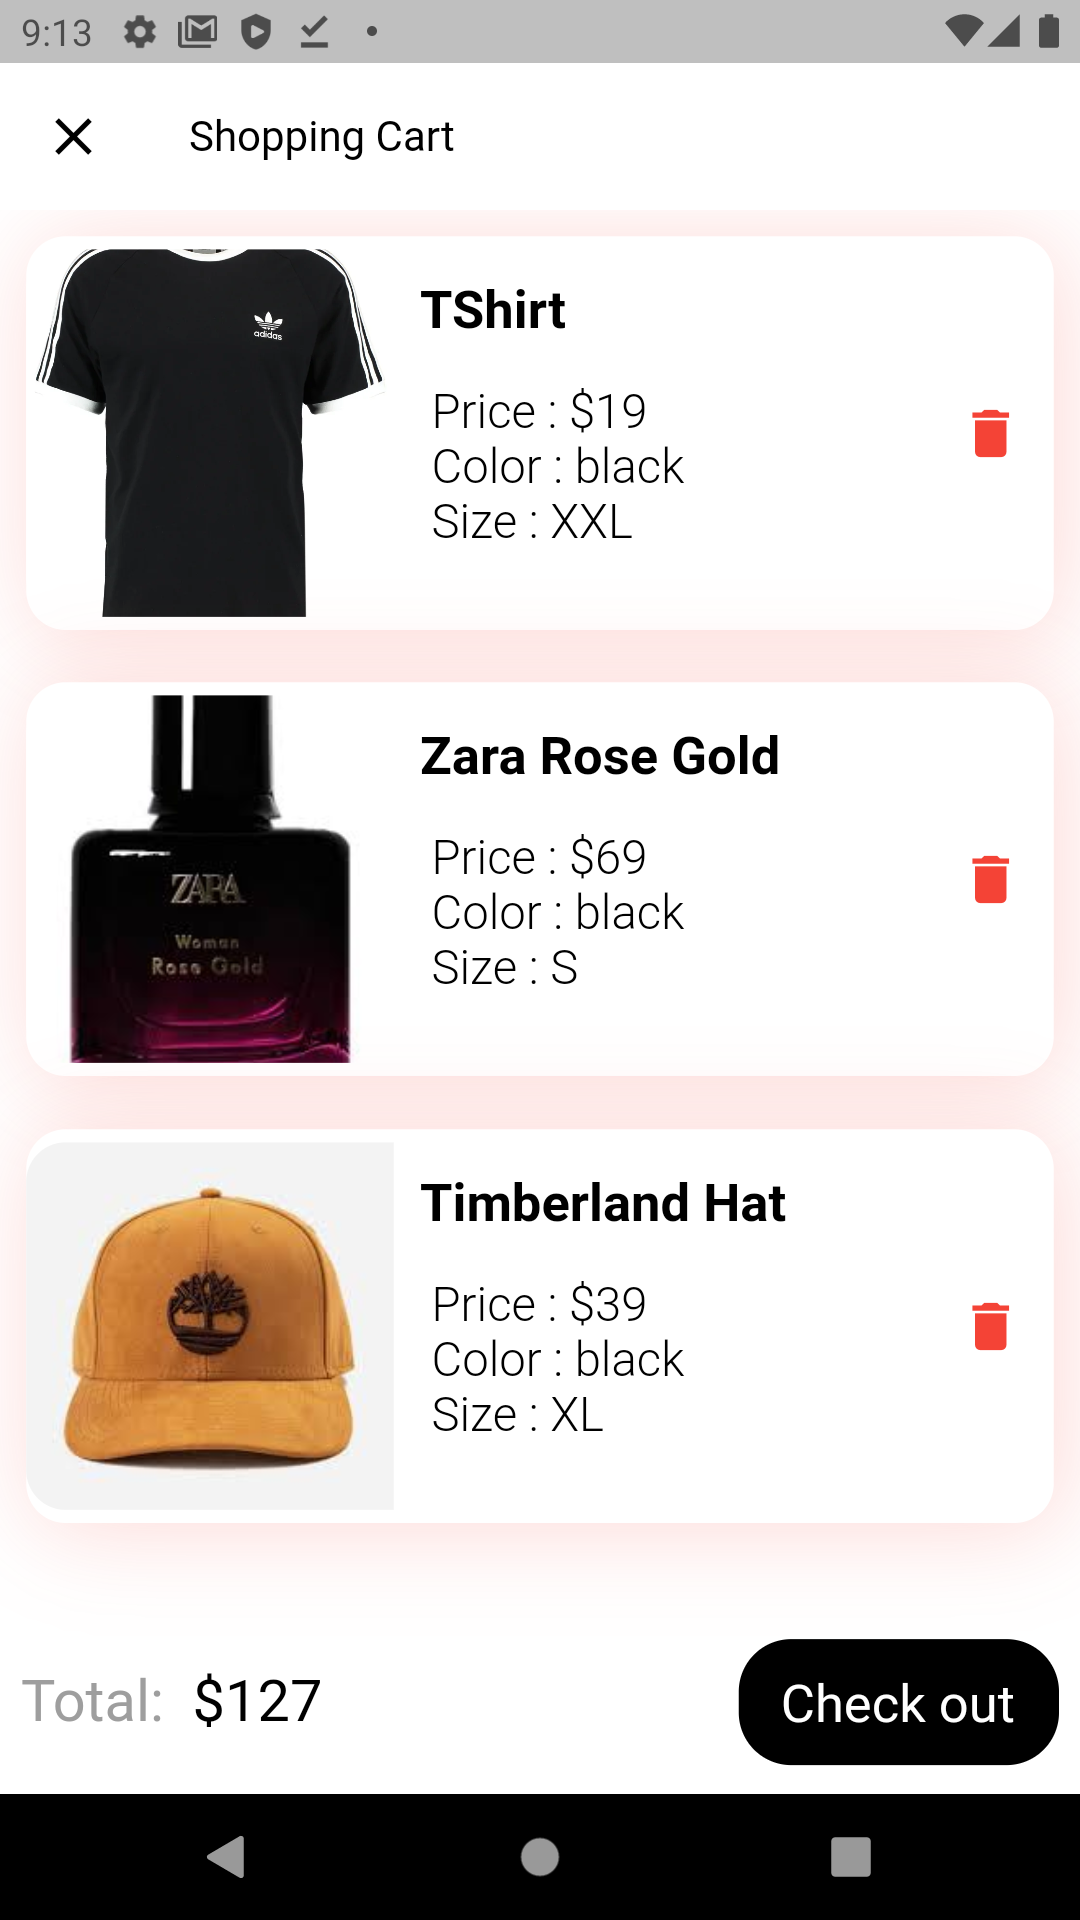 9:13
Shopping Cart
adidas
TShirt
Price : $19
Color : black
Size : XXL
ZARA
Woman
Rose Gold
Zara Rose Gold
Price : $69
Color : black
Size : S
Timberland Hat
Price : $39
Color : black
Size : XL
Total: $127
Check out